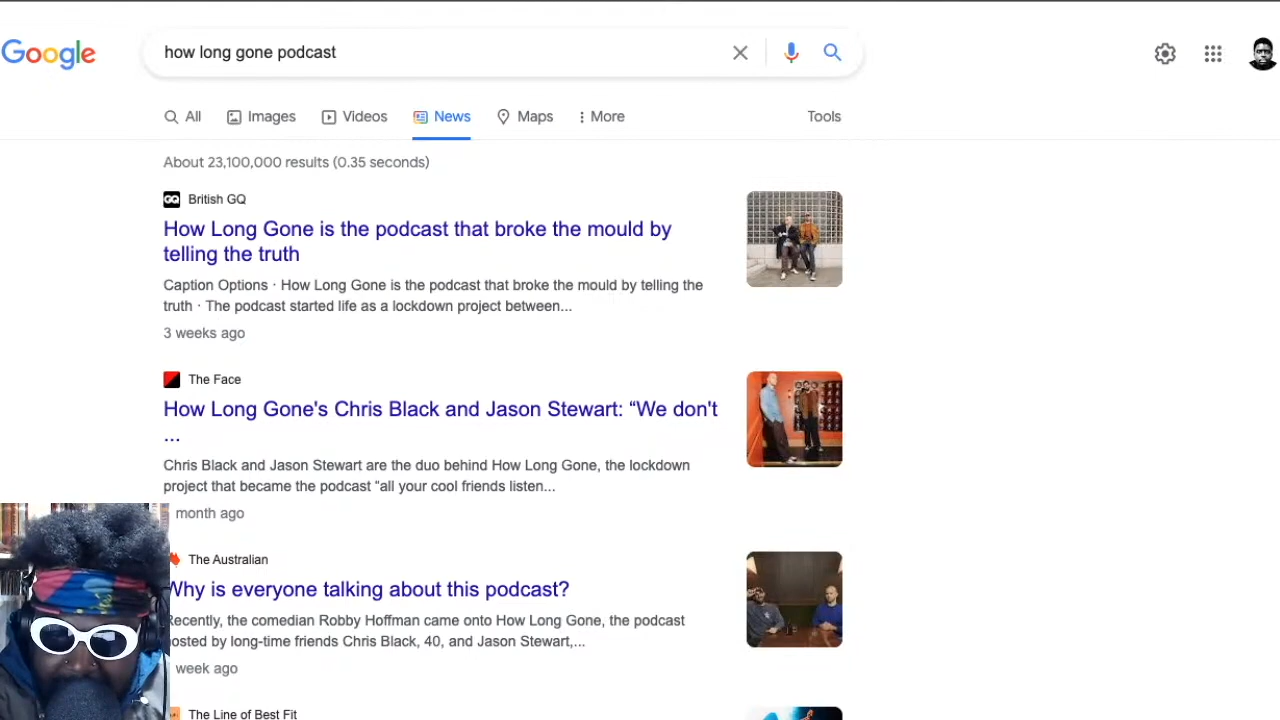 Google
how long gone podcast
All
Images
Videos
News
Maps
More
Tools
About 23,100,000 results (0.35 seconds)
GQ
British GQ
How Long Gone is the podcast that broke the mould by
telling the truth
Caption Options · How Long Gone is the podcast that broke the mould by telling the
truth · The podcast started life as a lockdown project between...
3 weeks ago
The Face
How Long Gone's Chris Black and Jason Stewart: “We don't
...
Chris Black and Jason Stewart are the duo behind How Long Gone, the lockdown
project that became the podcast “all your cool friends listen...
month ago
The Australian
Why is everyone talking about this podcast?
Recently, the comedian Robby Hoffman came onto How Long Gone, the podcast
hosted by long-time friends Chris Black, 40, and Jason Stewart,...
week ago
The Line of Best Fit